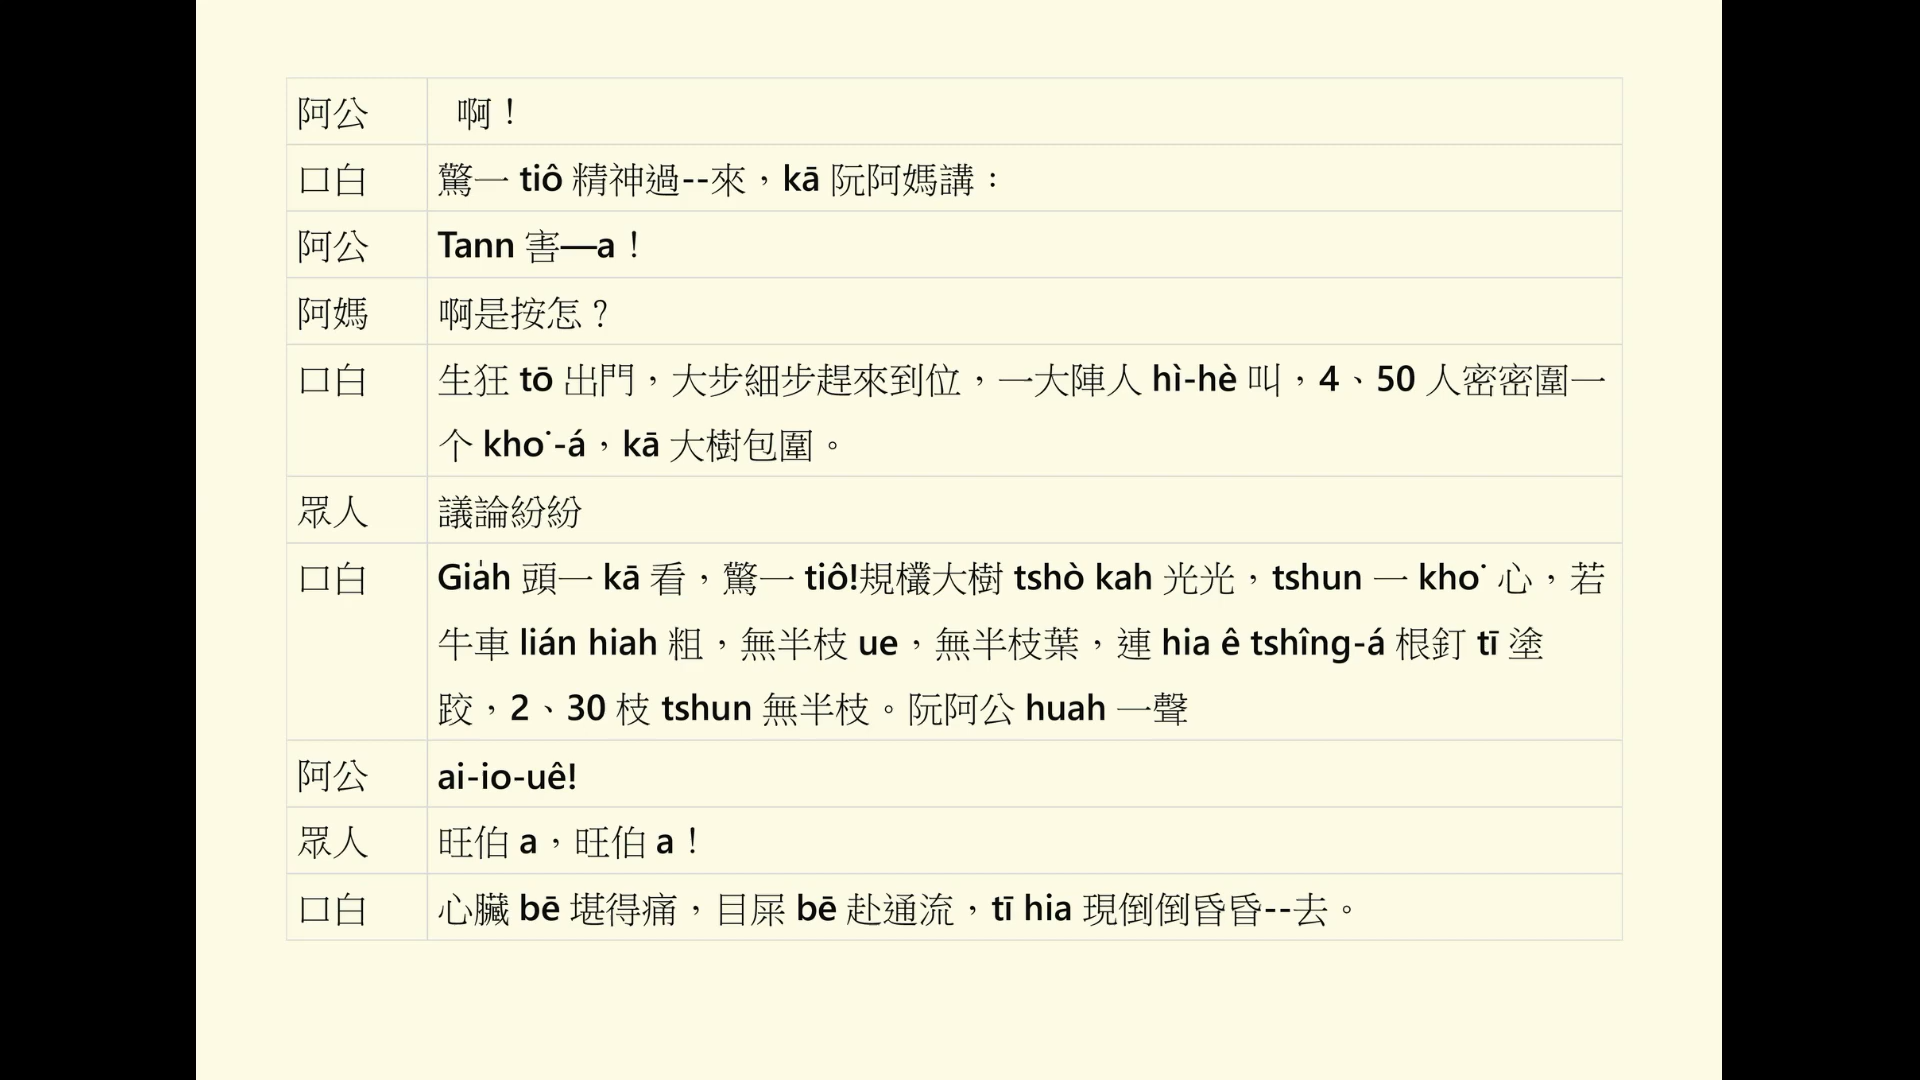 阿公 啊！
口白 驚一 tiô 精神過--來，kā 阮阿媽講：
阿公 Tann 害—a！
阿媽 啊是按怎？
口白 生狂 tō 出門，大步細步趕來到位，一大陣人 hì-hè 叫，4、50 人密密圍一
个 kho͘-á，kā 大樹包圍。
眾人 議論紛紛
口白 Gia̍h 頭一 kā 看，驚一 tiô!規欉大樹 tshò kah 光光，tshun 一 kho͘ 心，若
牛車 lián hiah 粗，無半枝 ue，無半枝葉，連 hia ê tshîng-á 根釘 tī 塗
跤，2、30 枝 tshun 無半枝。阮阿公 huah 一聲
阿公 ai-io-uê!
眾人 旺伯 a，旺伯 a！
口白 心臟 bē 堪得痛，目屎 bē 赴通流，tī hia 現倒倒昏昏--去。